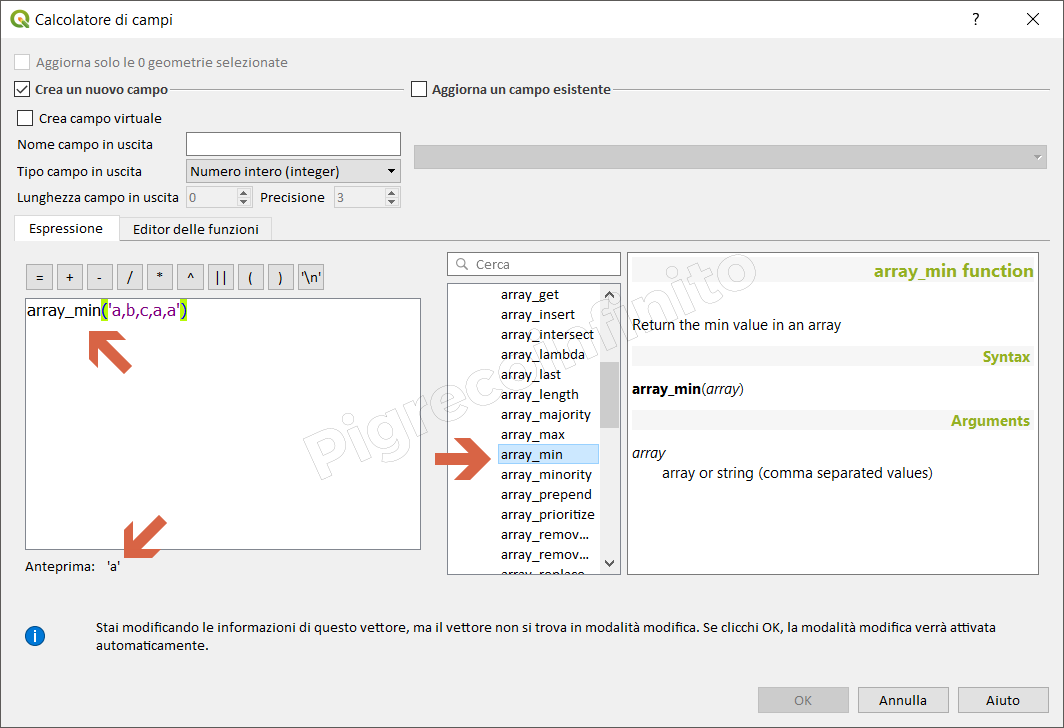 Calcolatore di campi
?
Aggiorna solo le 0 geometrie selezionate
Crea un nuovo campo
Aggiorna un campo esistente
Crea campo virtuale
Nome campo in uscita
Tipo campo in uscita
Numero intero (integer)
Lunghezza campo in uscita
0
Precisione
3
Espressione
Editor delle funzioni
= + - / * ^ || ( ) '\n'
array_min('a,b,c,a,a')
Anteprima: 'a'
Cerca
array_get
array_insert
array_intersect
array_lambda
array_last
array_length
array_majority
array_max
array_min
array_minority
array_prepend
array_prioritize
array_remov...
array_remov...
array_replace
array_min function
Return the min value in an array
Syntax
array_min(array)
Arguments
array
array or string (comma separated values)
Pigrecoinfinito
i
Stai modificando le informazioni di questo vettore, ma il vettore non si trova in modalità modifica. Se clicchi OK, la modalità modifica verrà attivata
automaticamente.
OK
Annulla
Aiuto